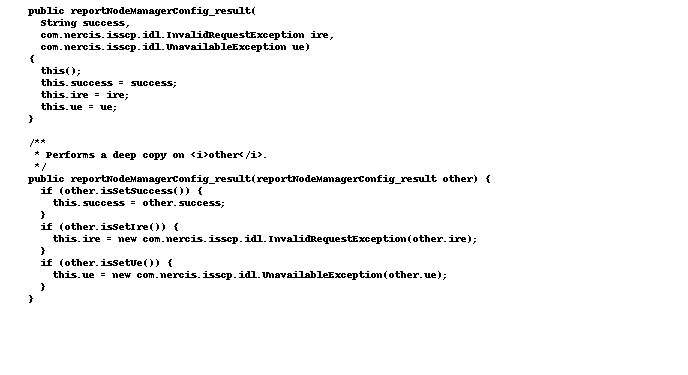 public reportNodeManagerConfig_result(
String success,
com.nercis.isscp.idl.InvalidRequestException ire,
com.nercis.isscp.idl.UnavailableException ue)
{
this();
this.success = success;
this.ire = ire;
this.ue = ue;
}
/**
* Performs a deep copy on <i>other</i>.
*/
public reportNodeManagerConfig_result(reportNodeManagerConfig_result other) {
if (other.isSetSuccess()) {
this.success = other.success;
}
if (other.isSetIre()) {
this.ire = new com.nercis.isscp.idl.InvalidRequestException(other.ire);
}
if (other.isSetUe()) {
this.ue = new com.nercis.isscp.idl.UnavailableException(other.ue);
}
}